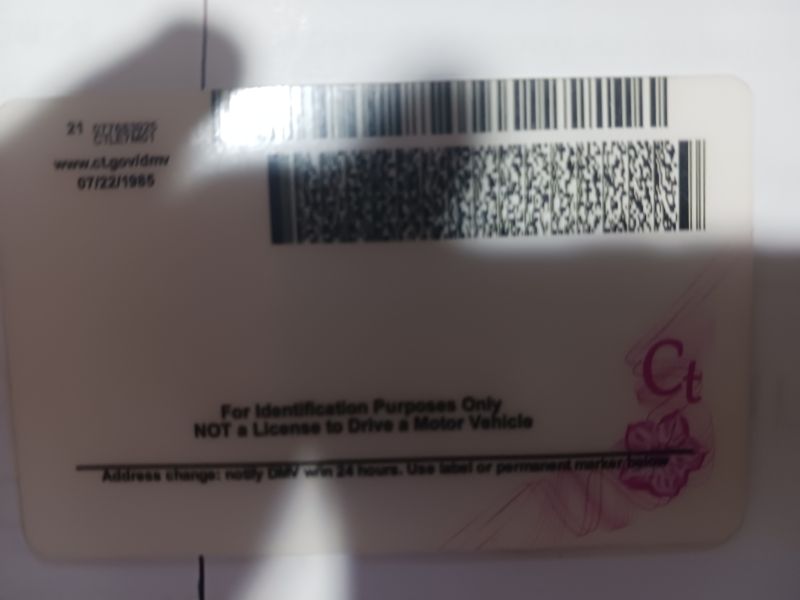 21
www.ct.gov/dmv
07/22/1985
For Identification Purposes Only
NOT a License to Drive a Motor Vehicle
Address change: notify DMV w/in 24 hours. Use label or permanent marker below
Ct